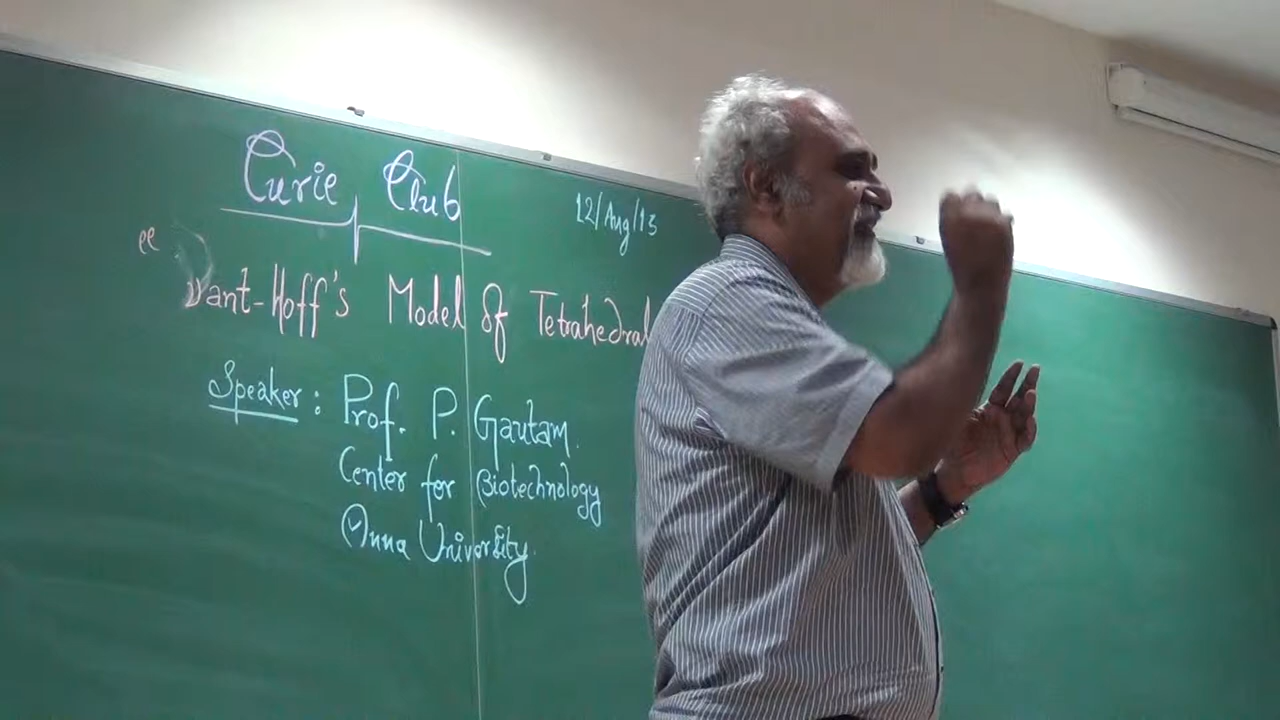 Curie Club
12/Aug/13
"
Vant-Hoff's Model Of Tetrahedral
Speaker : Prof. P. Gautam.
Center for Biotechnology
Anna University.